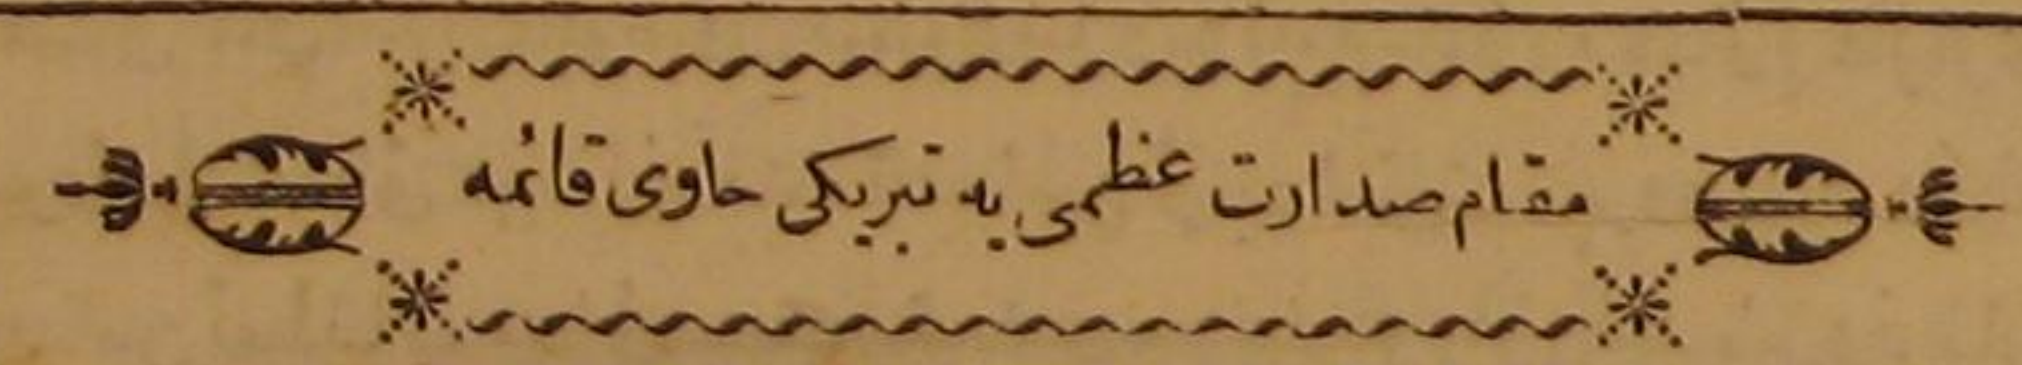 مقام صدارت عظمی یه تبریکی حاوی قائمه